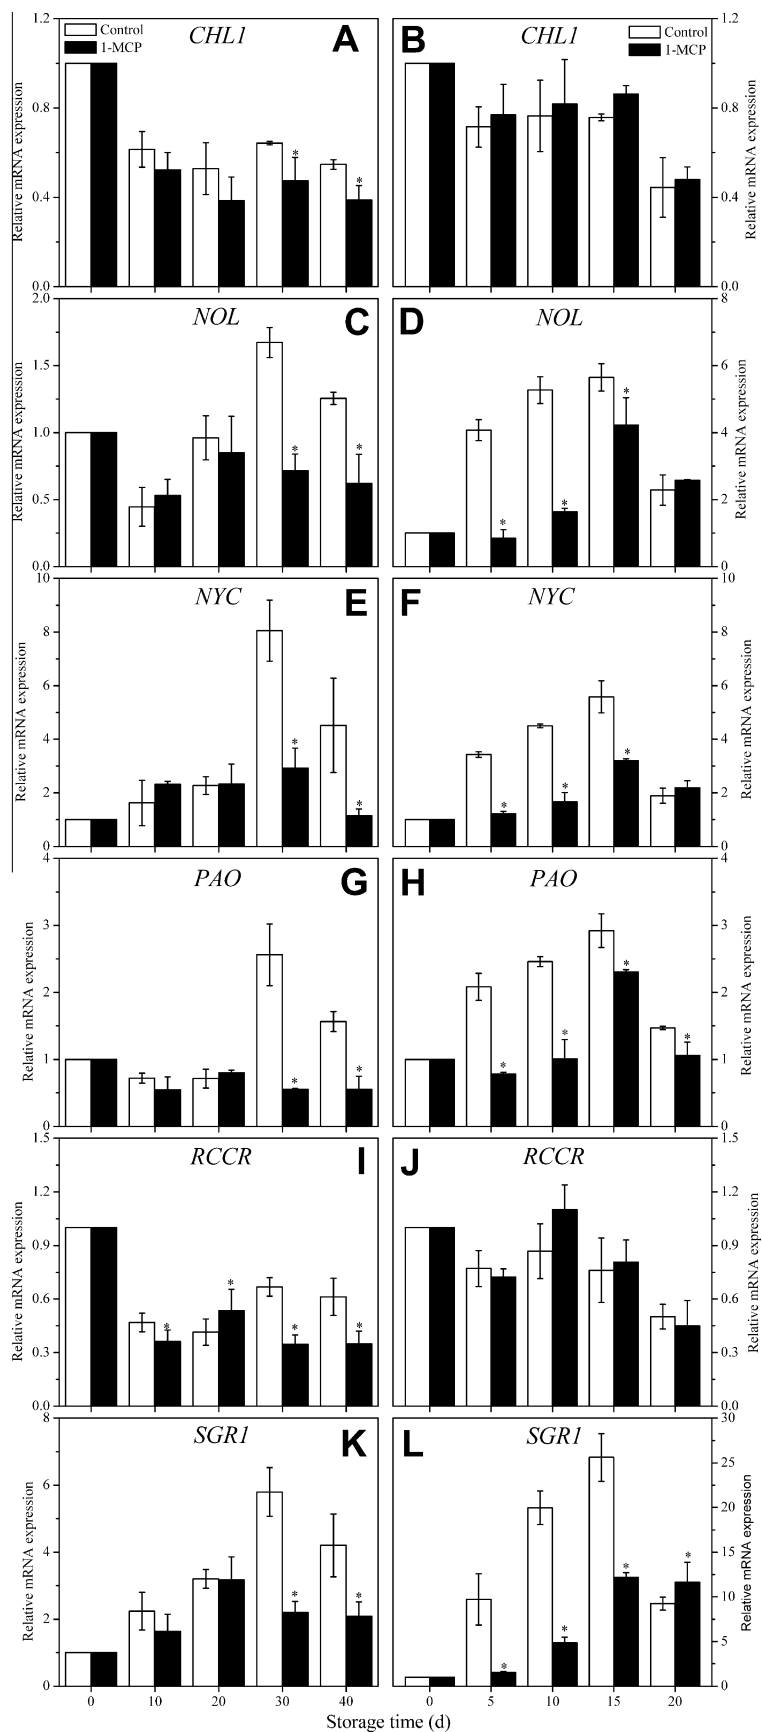 CHL1
A
Control
1-MCP
Relative mRNA expression
1.2
0.8
0.4
0.0
*
*
B
CHL1
Control
1-MCP
Relative mRNA expression
1.2
0.8
0.4
0.0
NOL
C
Relative mRNA expression
2.0
1.5
1.0
0.5
0.0
*
*
D
NOL
Relative mRNA expression
8
6
4
2
0
*
*
*
NYC
E
Relative mRNA expression
10
8
6
4
2
0
*
*
F
NYC
Relative mRNA expression
10
8
6
4
2
0
*
*
*
PAO
G
Relative mRNA expression
4
3
2
1
0
*
*
H
PAO
Relative mRNA expression
4
3
2
1
0
*
*
*
*
RCCR
I
Relative mRNA expression
1.5
1.2
0.9
0.6
0.3
0.0
*
*
*
*
J
RCCR
Relative mRNA expression
1.5
1.2
0.9
0.6
0.3
0.0
SGR1
K
Relative mRNA expression
8
6
4
2
0
*
*
0 10 20 30 40
L
SGR1
Relative mRNA expression
30
25
20
15
10
5
0
*
*
*
*
0 5 10 15 20
Storage time (d)